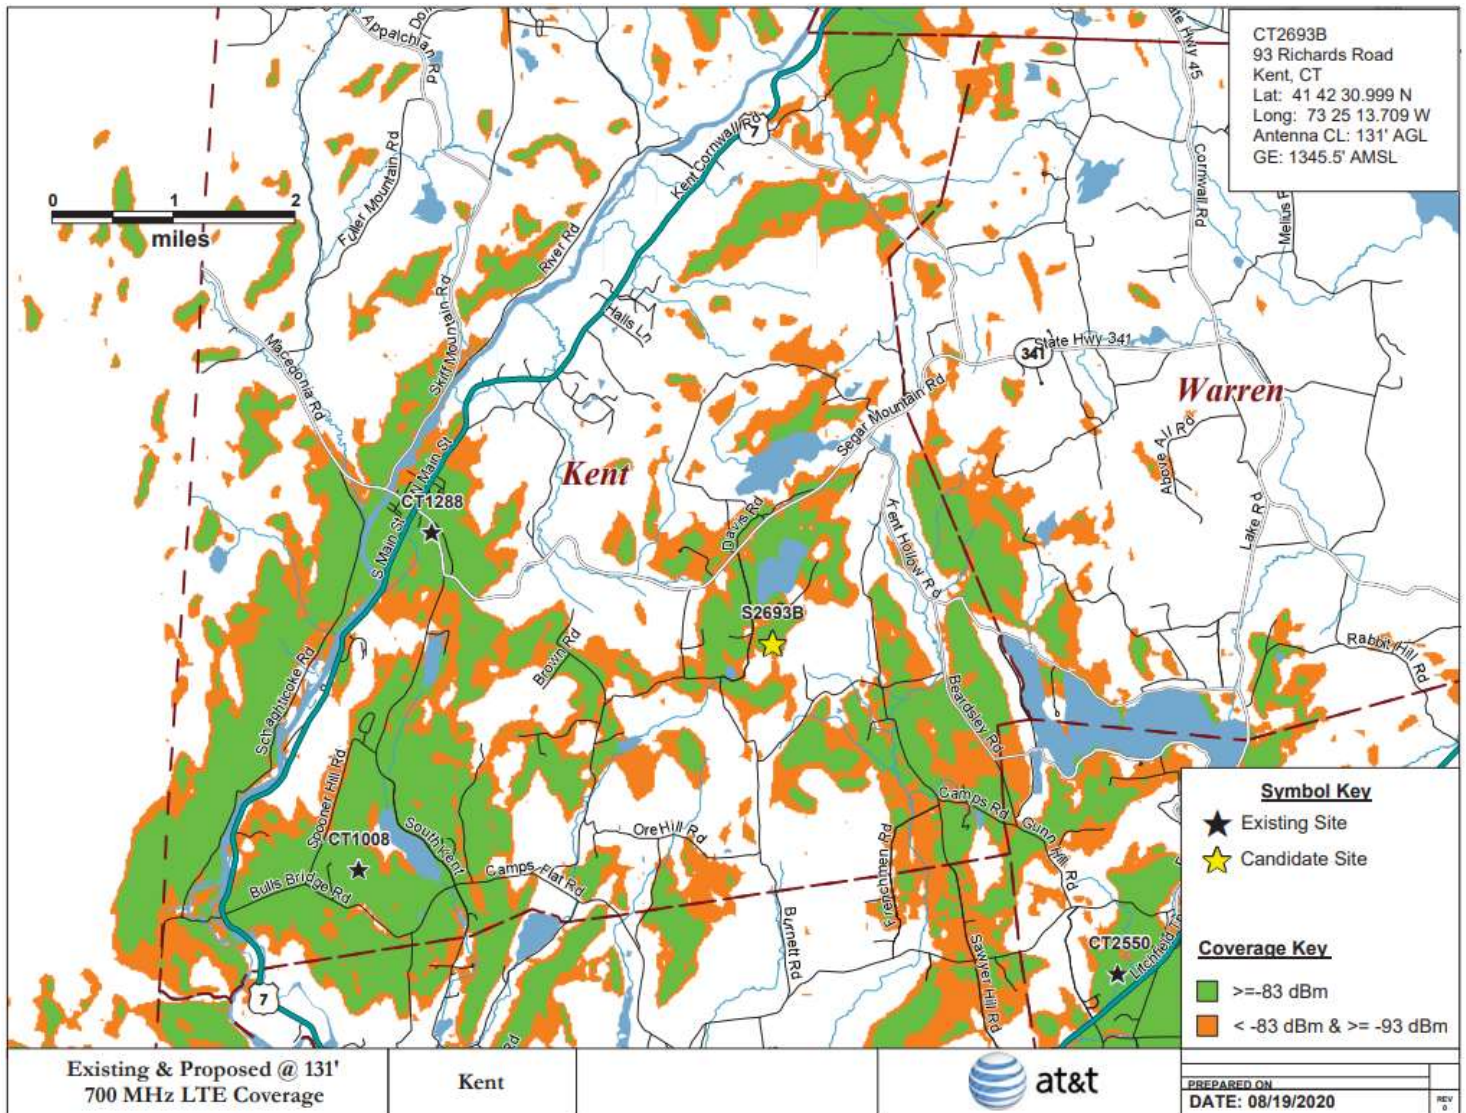 CT2693B
93 Richards Road
Kent, CT
Lat: 41 42 30.999 N
Long: 73 25 13.709 W
Antenna CL: 131' AGL
GE: 1345.5' AMSL
Appalchian Rd
Hwy 45
7
Kent Cornwall Rd
Cornwall Rd
Fuller Mountain Rd
0 1 2
miles
Melius
River Rd
Skiff Mountain Rd
Halls Ln
Macedonia Rd
341
State Hwy 341
Warren
Segar Mountain Rd
Above All Rd
N Main St
Kent
CT1288
S Main St
Davis Rd
Kent Hollow Rd
Lake Rd
S2693B
Rabbit Hill Rd
Brown Rd
Schaghticoke Rd
Beardsley Rd
Spooner Hill Rd
Camps Rd
Gunn Hill Rd
South Kent
Ore Hill Rd
CT1008
Camps Flat Rd
Bulls Bridge Rd
Frenchmen Rd
Burnett Rd
Sawyer Hill Rd
CT2550
Litchfield
7
Rd
Symbol Key
Existing Site
Candidate Site
Coverage Key
>=-83 dBm
< -83 dBm & >= -93 dBm
Existing & Proposed @ 131'
700 MHz LTE Coverage
Kent
at&t
PREPARED ON
DATE: 08/19/2020
REV
0